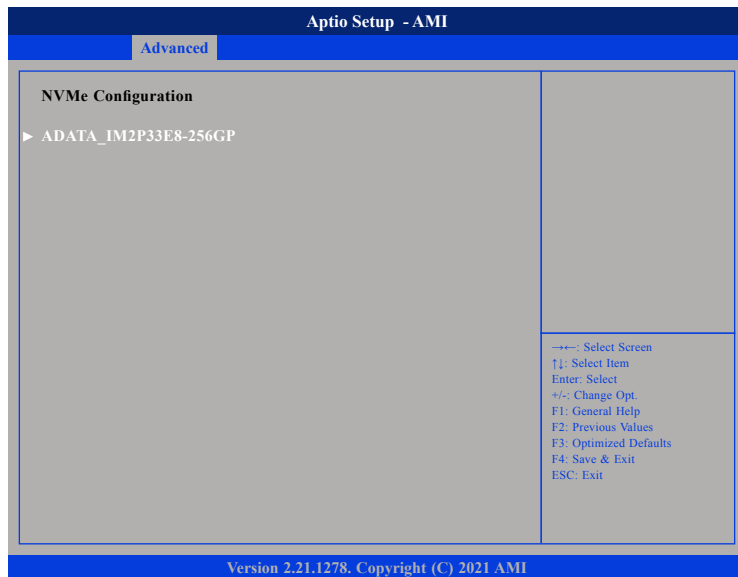 Aptio Setup - AMI
Advanced
NVMe Configuration
► ADATA_IM2P33E8-256GP
→←: Select Screen
↑↓: Select Item
Enter: Select
+/-: Change Opt.
F1: General Help
F2: Previous Values
F3: Optimized Defaults
F4: Save & Exit
ESC: Exit
Version 2.21.1278. Copyright (C) 2021 AMI